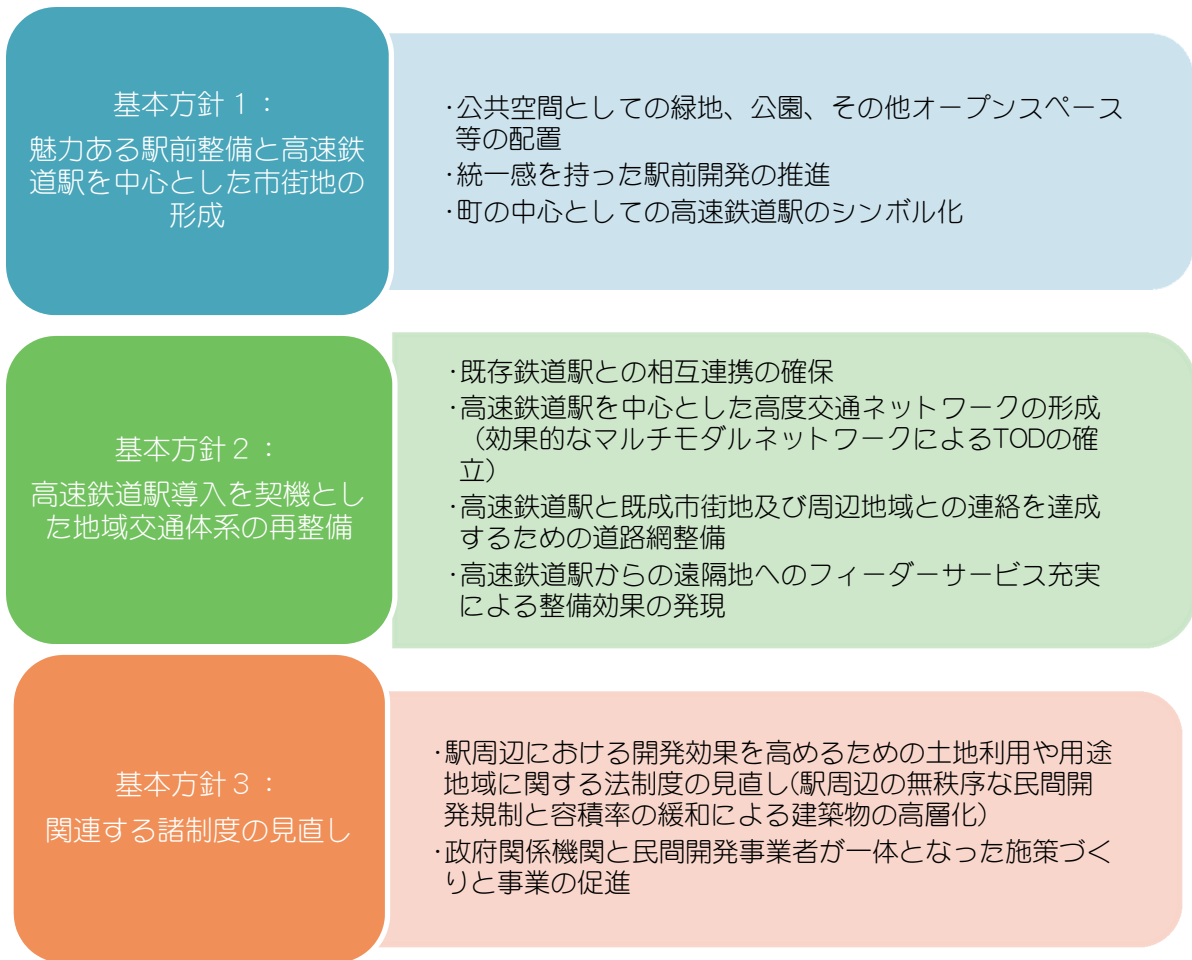 基本方針１：
魅力ある駅前整備と高速鉄
道駅を中心とした市街地の
形成
・公共空間としての緑地、公園、その他オープンスペース
等の配置
・統一感を持った駅前開発の推進
・町の中心としての高速鉄道駅のシンボル化
基本方針２：
高速鉄道駅導入を契機とし
た地域交通体系の再整備
・既存鉄道駅との相互連携の確保
・高速鉄道駅を中心とした高度交通ネットワークの形成
（効果的なマルチモダルネットワークによるTODの確
立）
・高速鉄道駅と既成市街地及び周辺地域との連絡を達成
するための道路網整備
・高速鉄道駅からの遠隔地へのフィーダーサービス充実
による整備効果の発現
基本方針３：
関連する諸制度の見直し
・駅周辺における開発効果を高めるための土地利用や用途
地域に関する法制度の見直し(駅周辺の無秩序な民間開
発規制と容積率の緩和による建築物の高層化)
・政府関係機関と民間開発事業者が一体となった施策づく
りと事業の促進